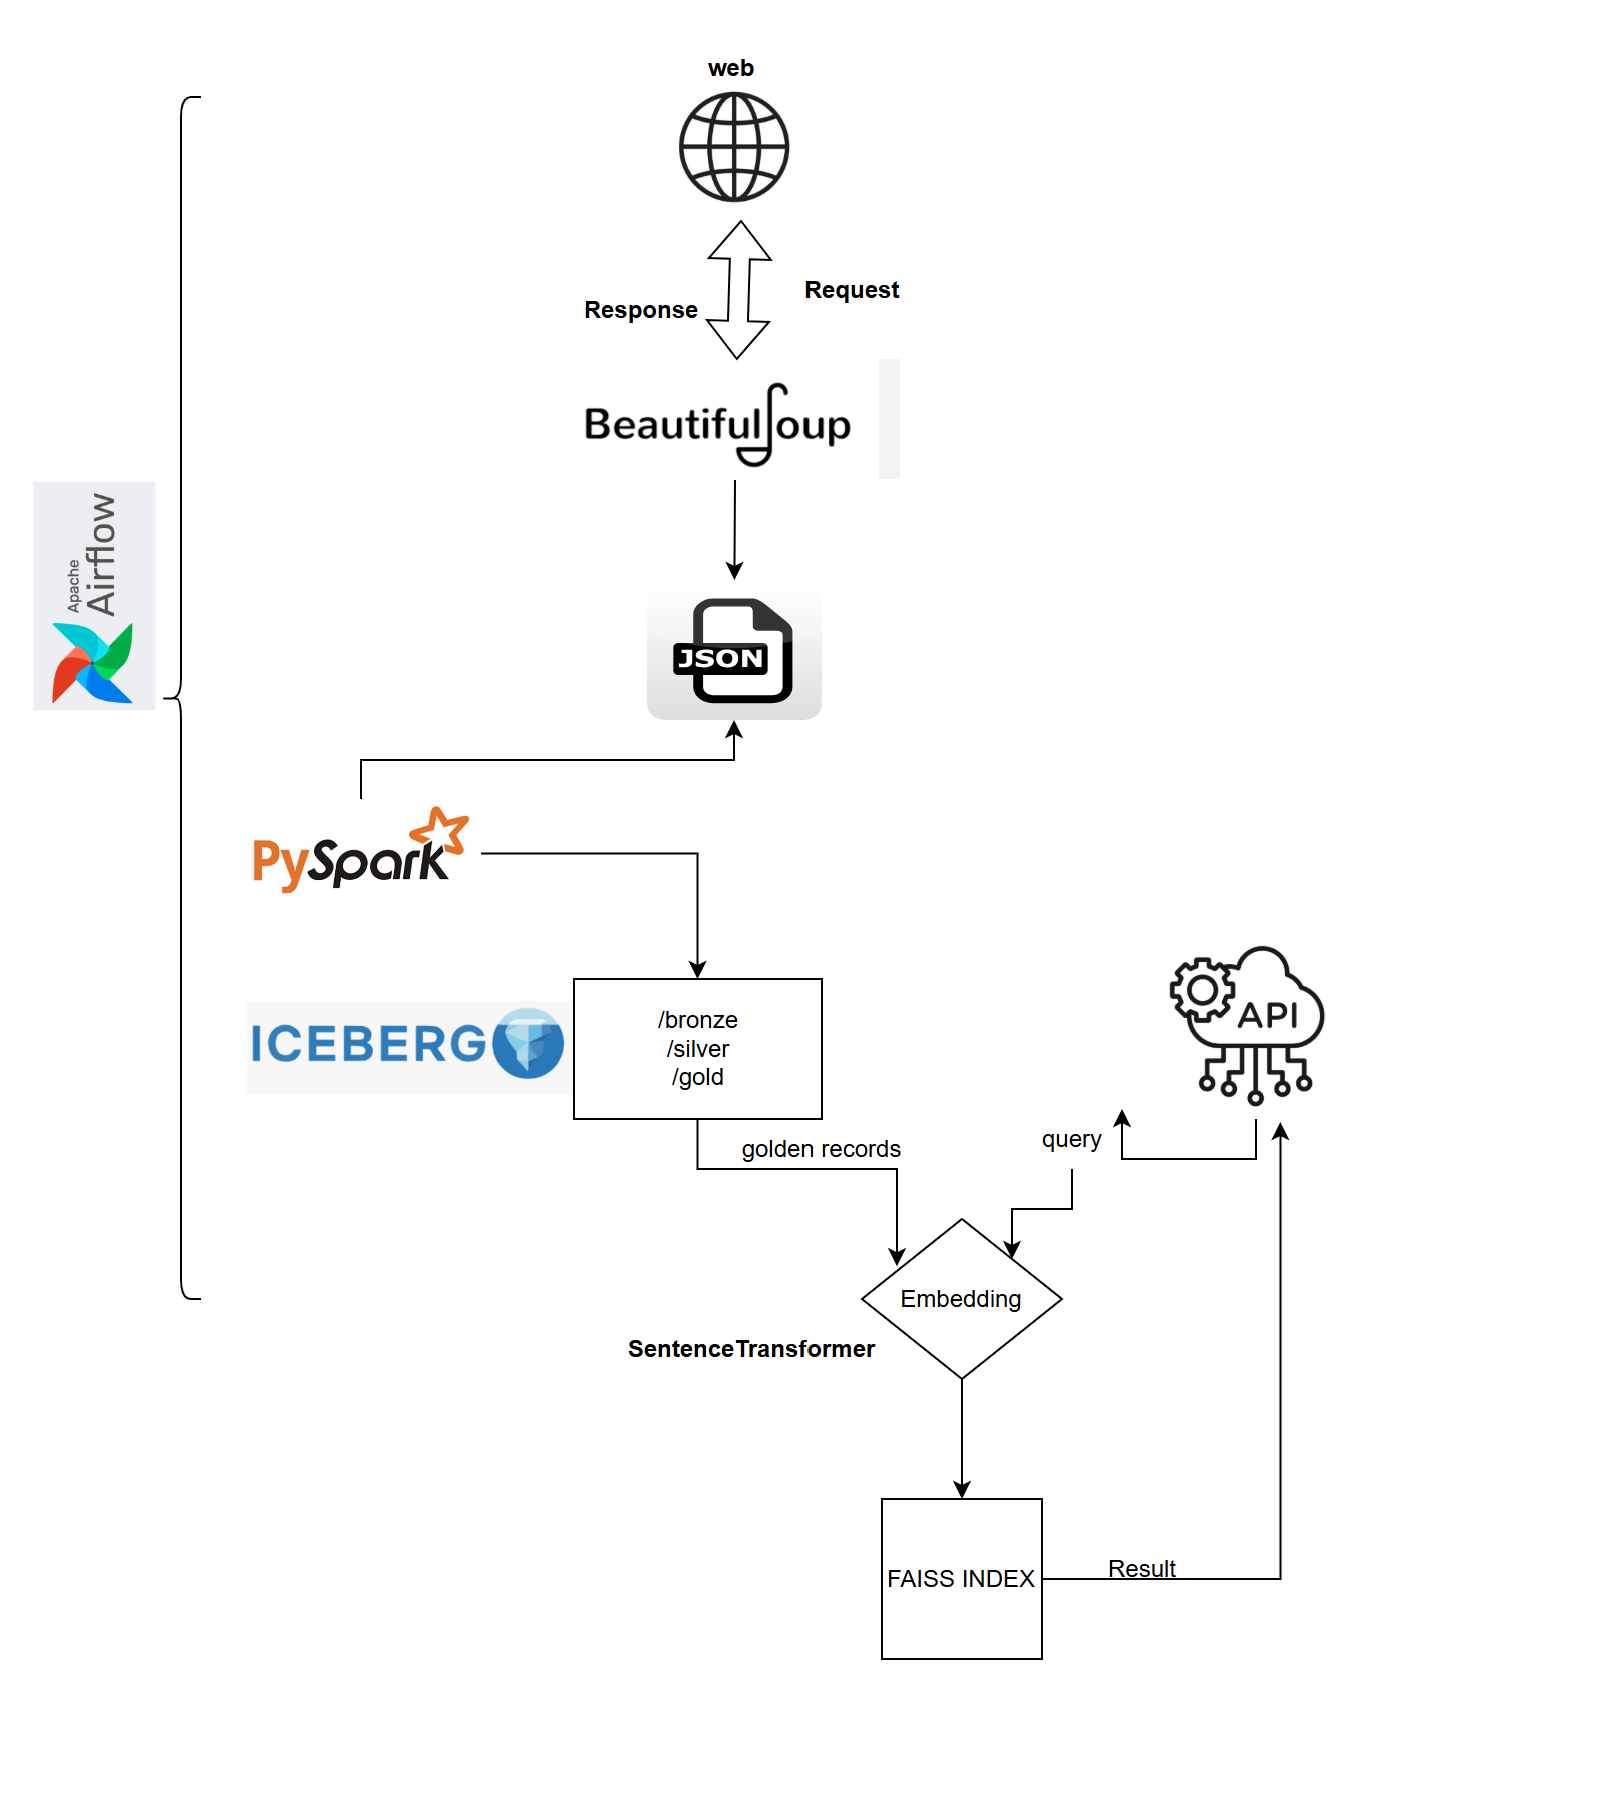 web
Request
Response
BeautifulSoup
Apache
Airflow
JSON
PySpark
ICEBERG
/bronze
/silver
/gold
API
golden records
query
Embedding
SentenceTransformer
FAISS INDEX
Result